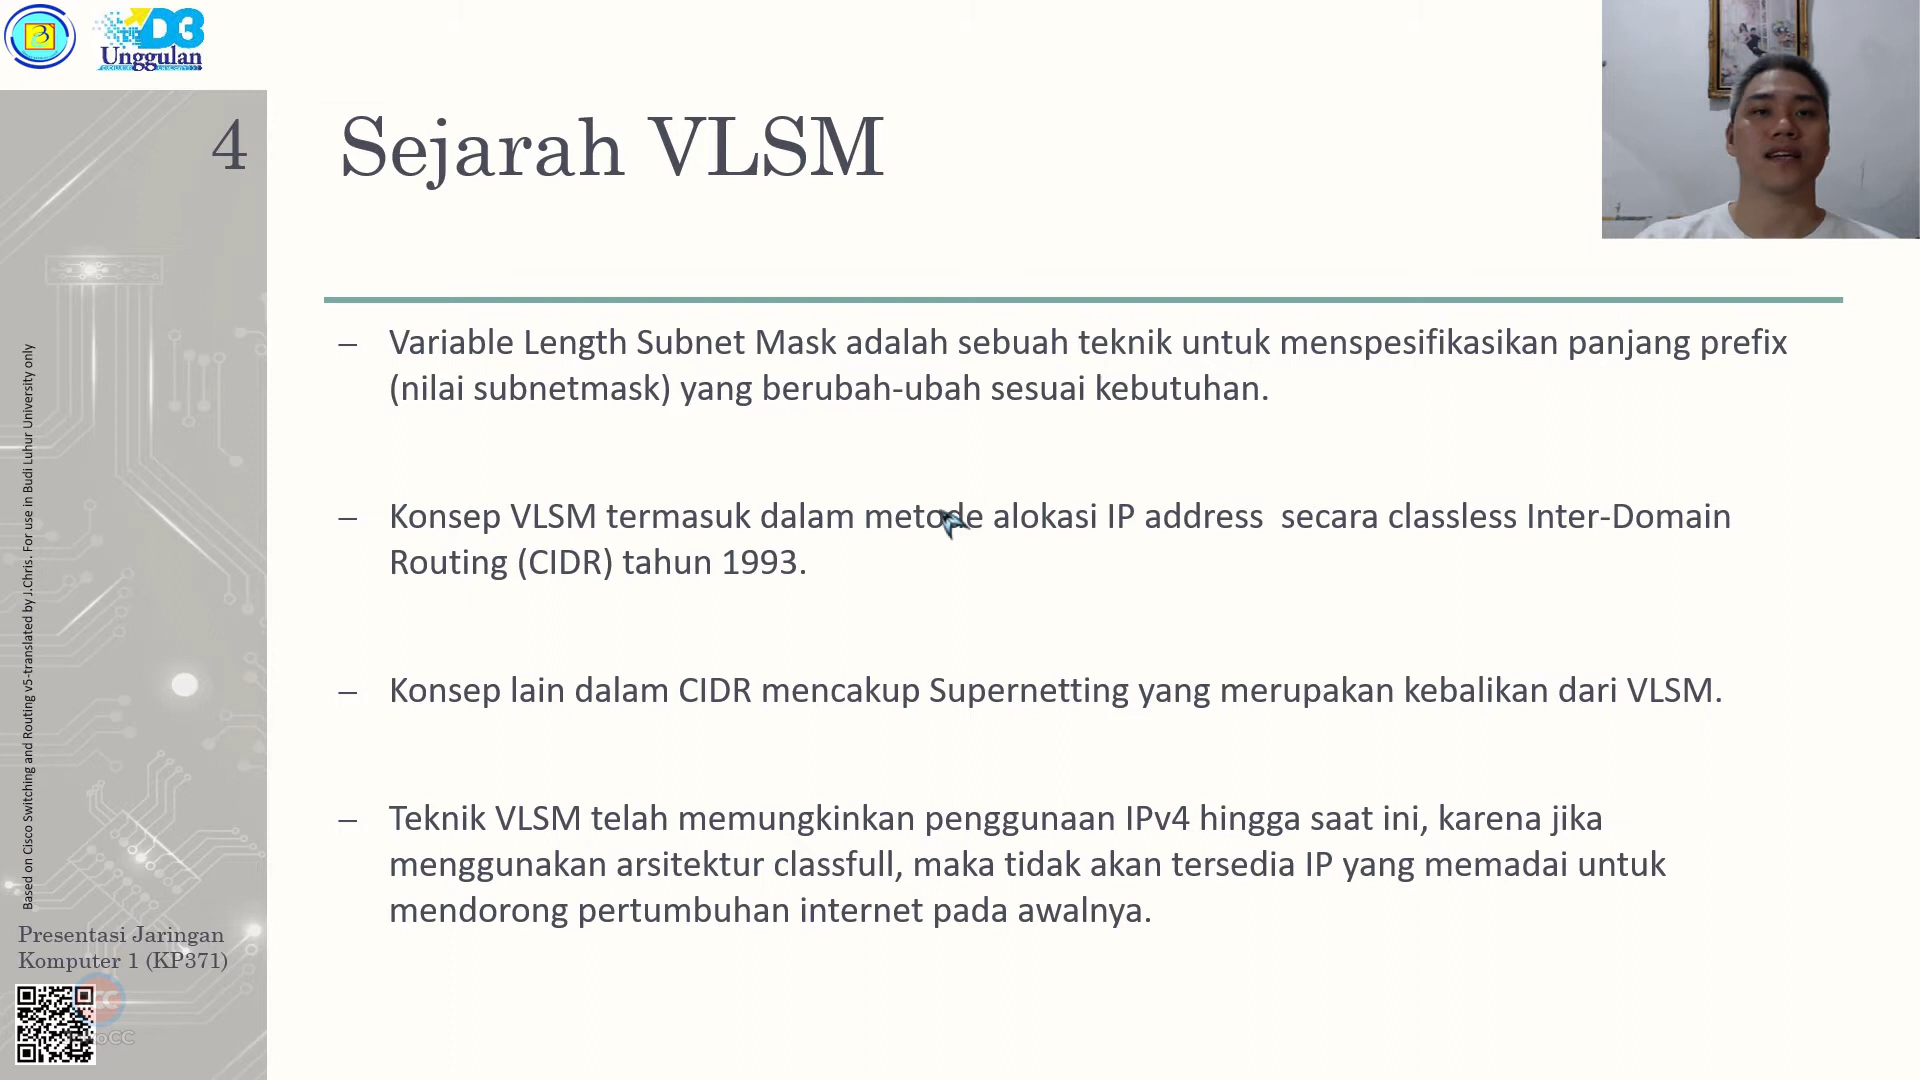 D3
Unggulan
4
Sejarah VLSM
– Variable Length Subnet Mask adalah sebuah teknik untuk menspesifikasikan panjang prefix
(nilai subnetmask) yang berubah-ubah sesuai kebutuhan.
– Konsep VLSM termasuk dalam metode alokasi IP address  secara classless Inter-Domain
Routing (CIDR) tahun 1993.
– Konsep lain dalam CIDR mencakup Supernetting yang merupakan kebalikan dari VLSM.
– Teknik VLSM telah memungkinkan penggunaan IPv4 hingga saat ini, karena jika
menggunakan arsitektur classfull, maka tidak akan tersedia IP yang memadai untuk
mendorong pertumbuhan internet pada awalnya.
Based on Cisco Switching and Routing v5-translated by J.Chris. For use in Budi Luhur University only
Presentasi Jaringan
Komputer 1 (KP371)